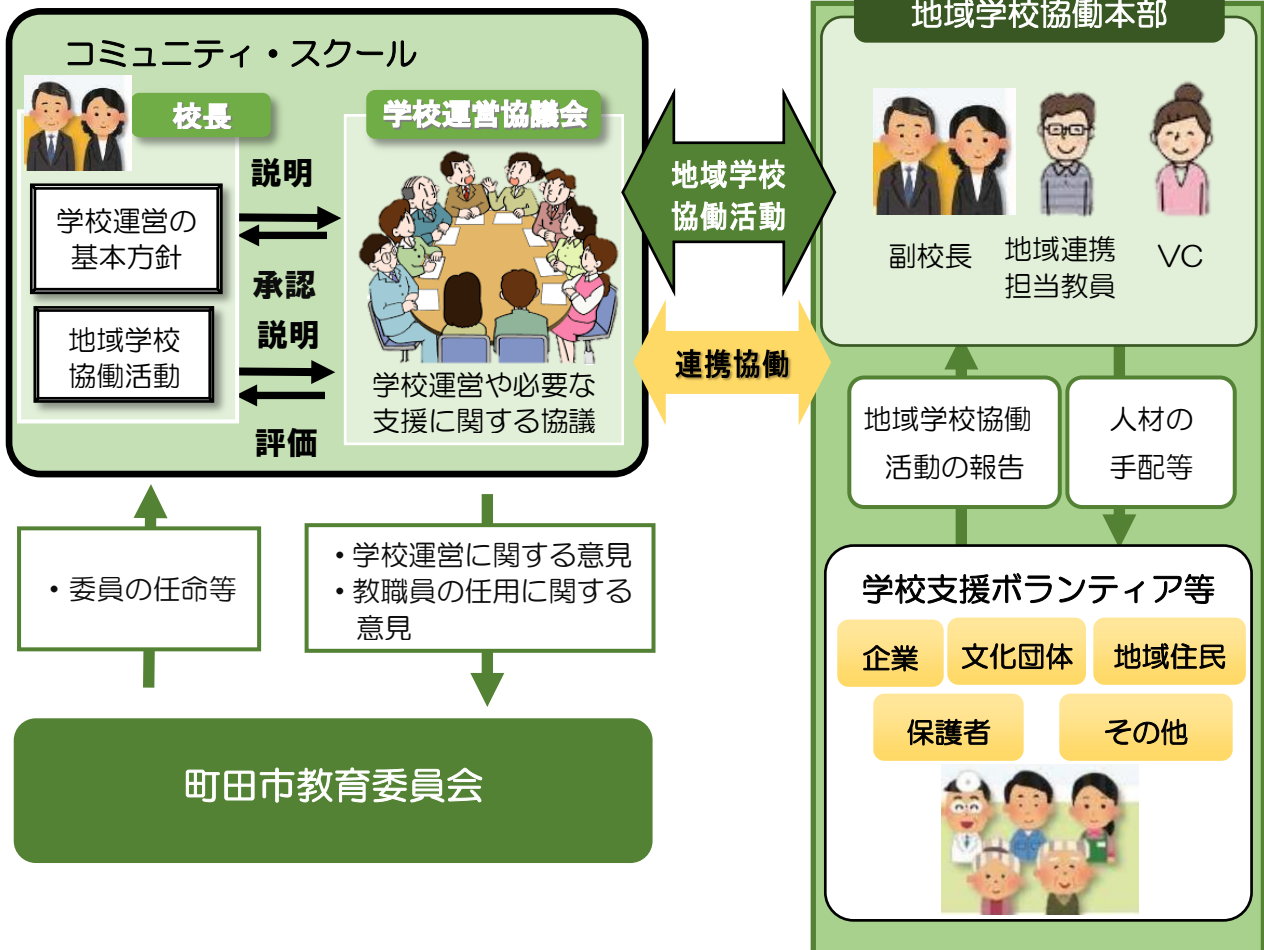 コミュニティ・スクール
校長
学校運営協議会
説明
学校運営の
基本方針
承認
説明
地域学校
協働活動
評価
学校運営や必要な
支援に関する協議
地域学校
協働活動
連携協働
地域学校協働本部
副校長
地域連携
担当教員
VC
地域学校協働
活動の報告
人材の
手配等
学校支援ボランティア等
企業
文化団体
地域住民
保護者
その他
・委員の任命等
・学校運営に関する意見
・教職員の任用に関する
意見
町田市教育委員会